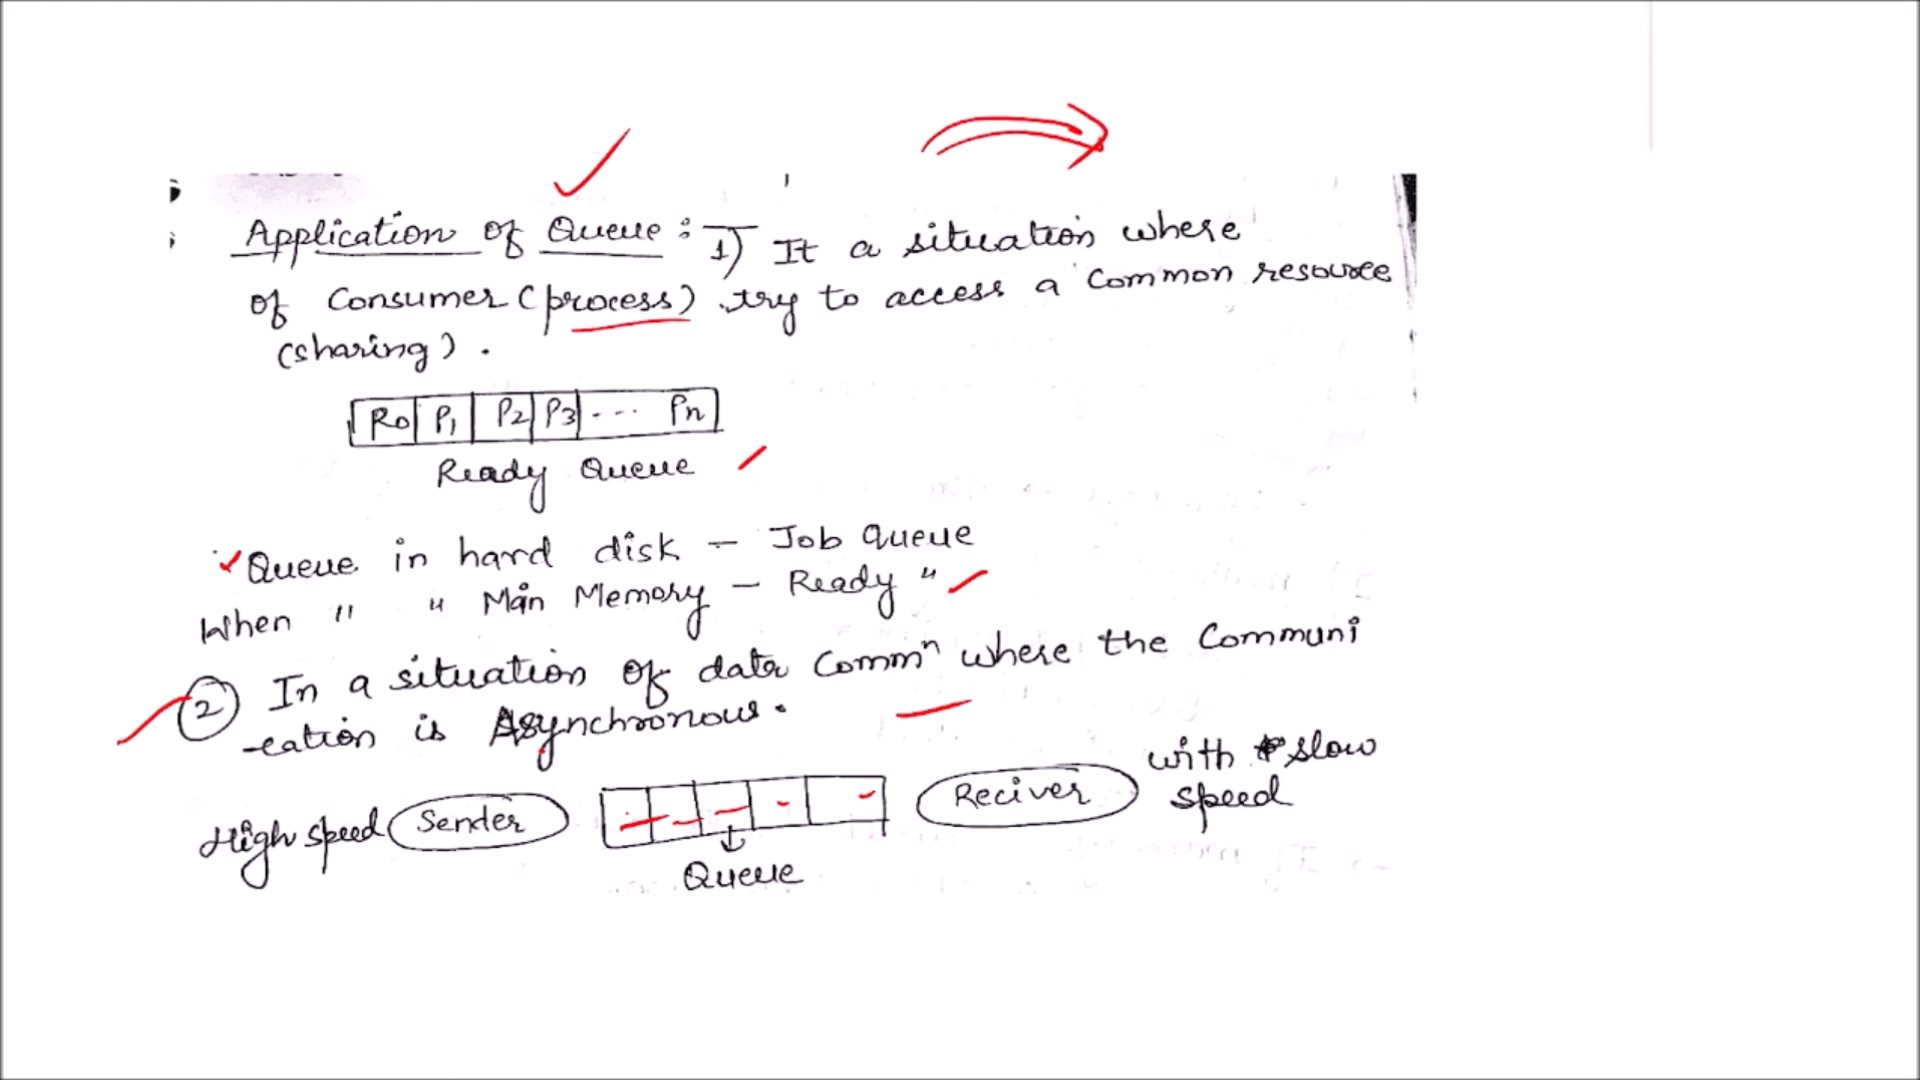 Application of Queue :- 1) It a situation where
of Consumer (process) try to access a Common resource
(sharing).
Ro P1 P2 P3 --- Pn
Ready Queue
Queue in hard disk - Job Queue
When " " Main Memory - Ready "
2 In a situation of data Commn where the Communi
-cation is Asynchronous.
High speed Sender Reciver with slow speed
Queue